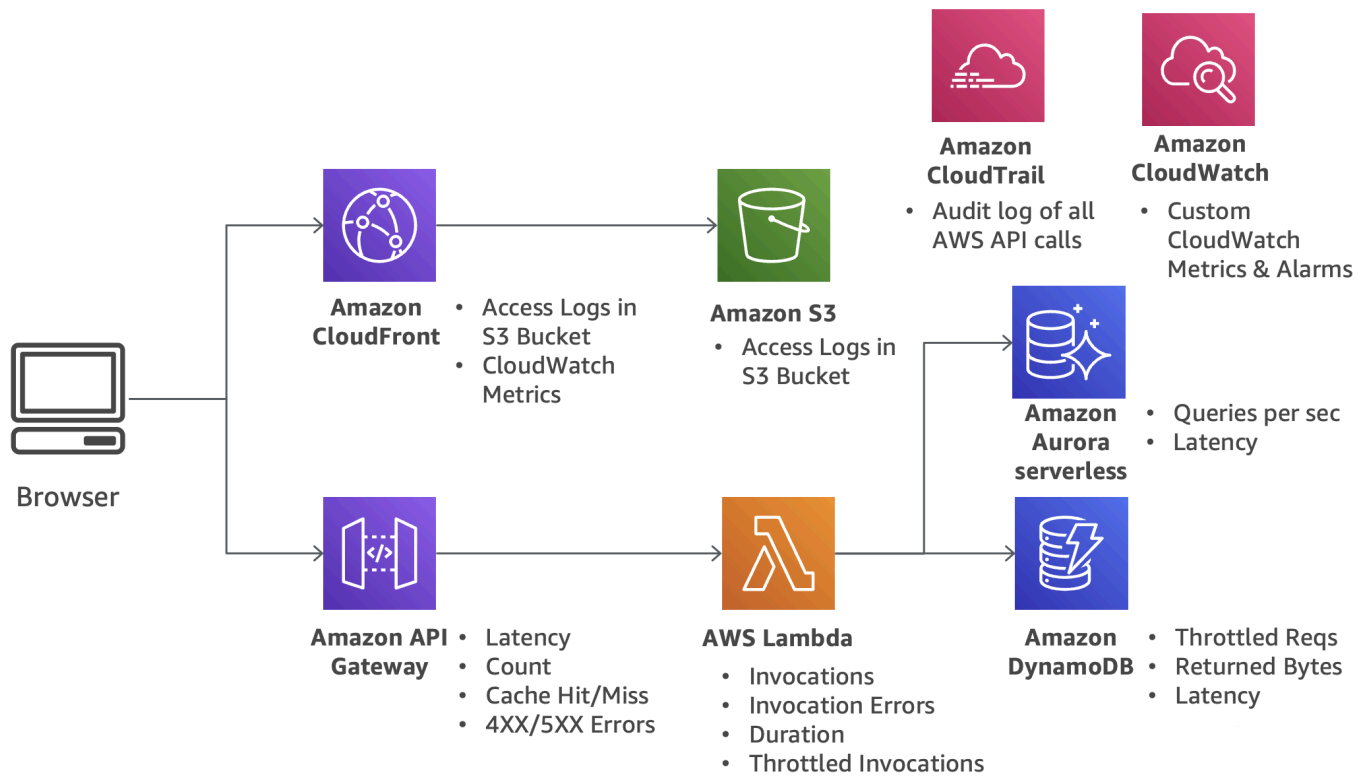 Amazon
CloudTrail
• Audit log of all
AWS API calls
Amazon
CloudWatch
• Custom
CloudWatch
Metrics & Alarms
Amazon
CloudFront
• Access Logs in
S3 Bucket
• CloudWatch
Metrics
Amazon S3
• Access Logs in
S3 Bucket
Browser
Amazon
Aurora
serverless
• Queries per sec
• Latency
Amazon API
Gateway
• Latency
• Count
• Cache Hit/Miss
• 4XX/5XX Errors
</>
AWS Lambda
• Invocations
• Invocation Errors
• Duration
• Throttled Invocations
Amazon
DynamoDB
• Throttled Reqs
• Returned Bytes
• Latency